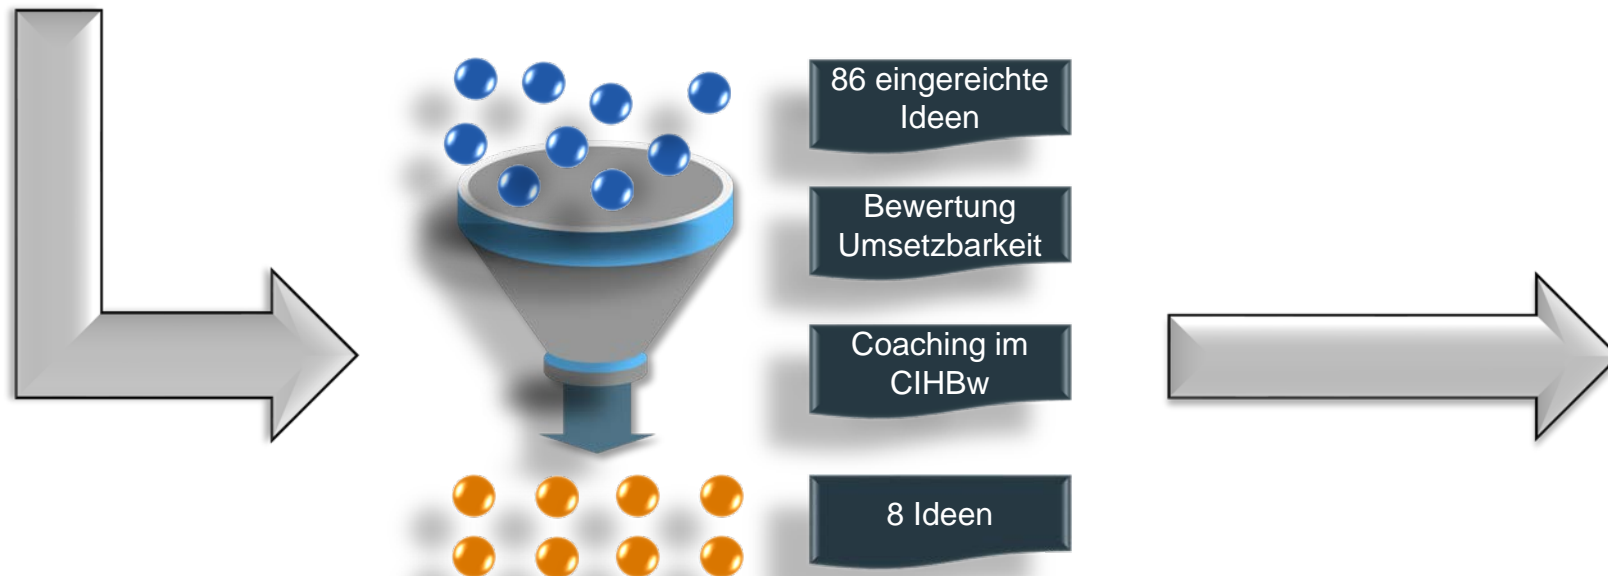 86 eingereichte
Ideen
Bewertung
Umsetzbarkeit
Coaching im
CIHBw
8 Ideen